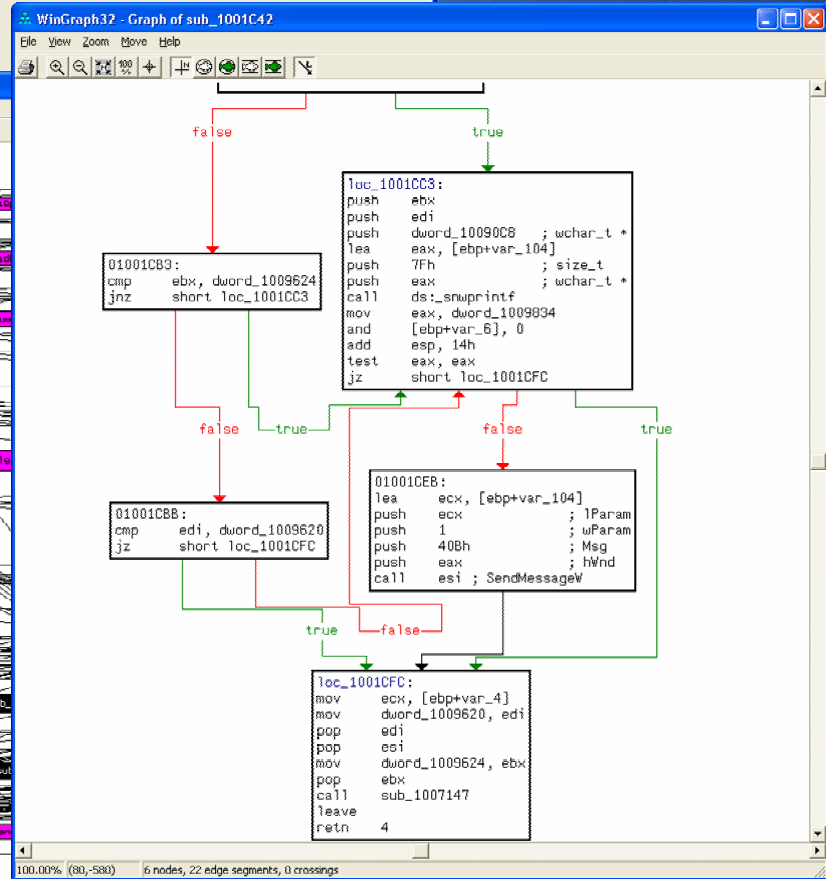 WinGraph32 - Graph of sub_1001C42
File View Zoom Move Help
100 %
false
true
loc_1001CC3:
push ebx
push edi
push dword_10090C8 ; wchar_t *
lea eax, [ebp+var_104]
push 7Fh ; size_t
push eax ; wchar_t *
call ds:_snwprintf
mov eax, dword_1009834
and [ebp+var_6], 0
add esp, 14h
test eax, eax
jz short loc_1001CFC
01001CB3:
cmp ebx, dword_1009624
jnz short loc_1001CC3
false
true
false
true
01001CBB:
cmp edi, dword_1009620
jz short loc_1001CFC
01001CEB:
lea ecx, [ebp+var_104]
push ecx ; lParam
push 1 ; wParam
push 40Bh ; Msg
push eax ; hWnd
call esi ; SendMessageW
true
false
loc_1001CFC:
mov ecx, [ebp+var_4]
mov dword_1009620, edi
pop edi
pop esi
mov dword_1009624, ebx
pop ebx
call sub_1007147
leave
retn 4
100.00% (80,-580) 6 nodes, 22 edge segments, 0 crossings